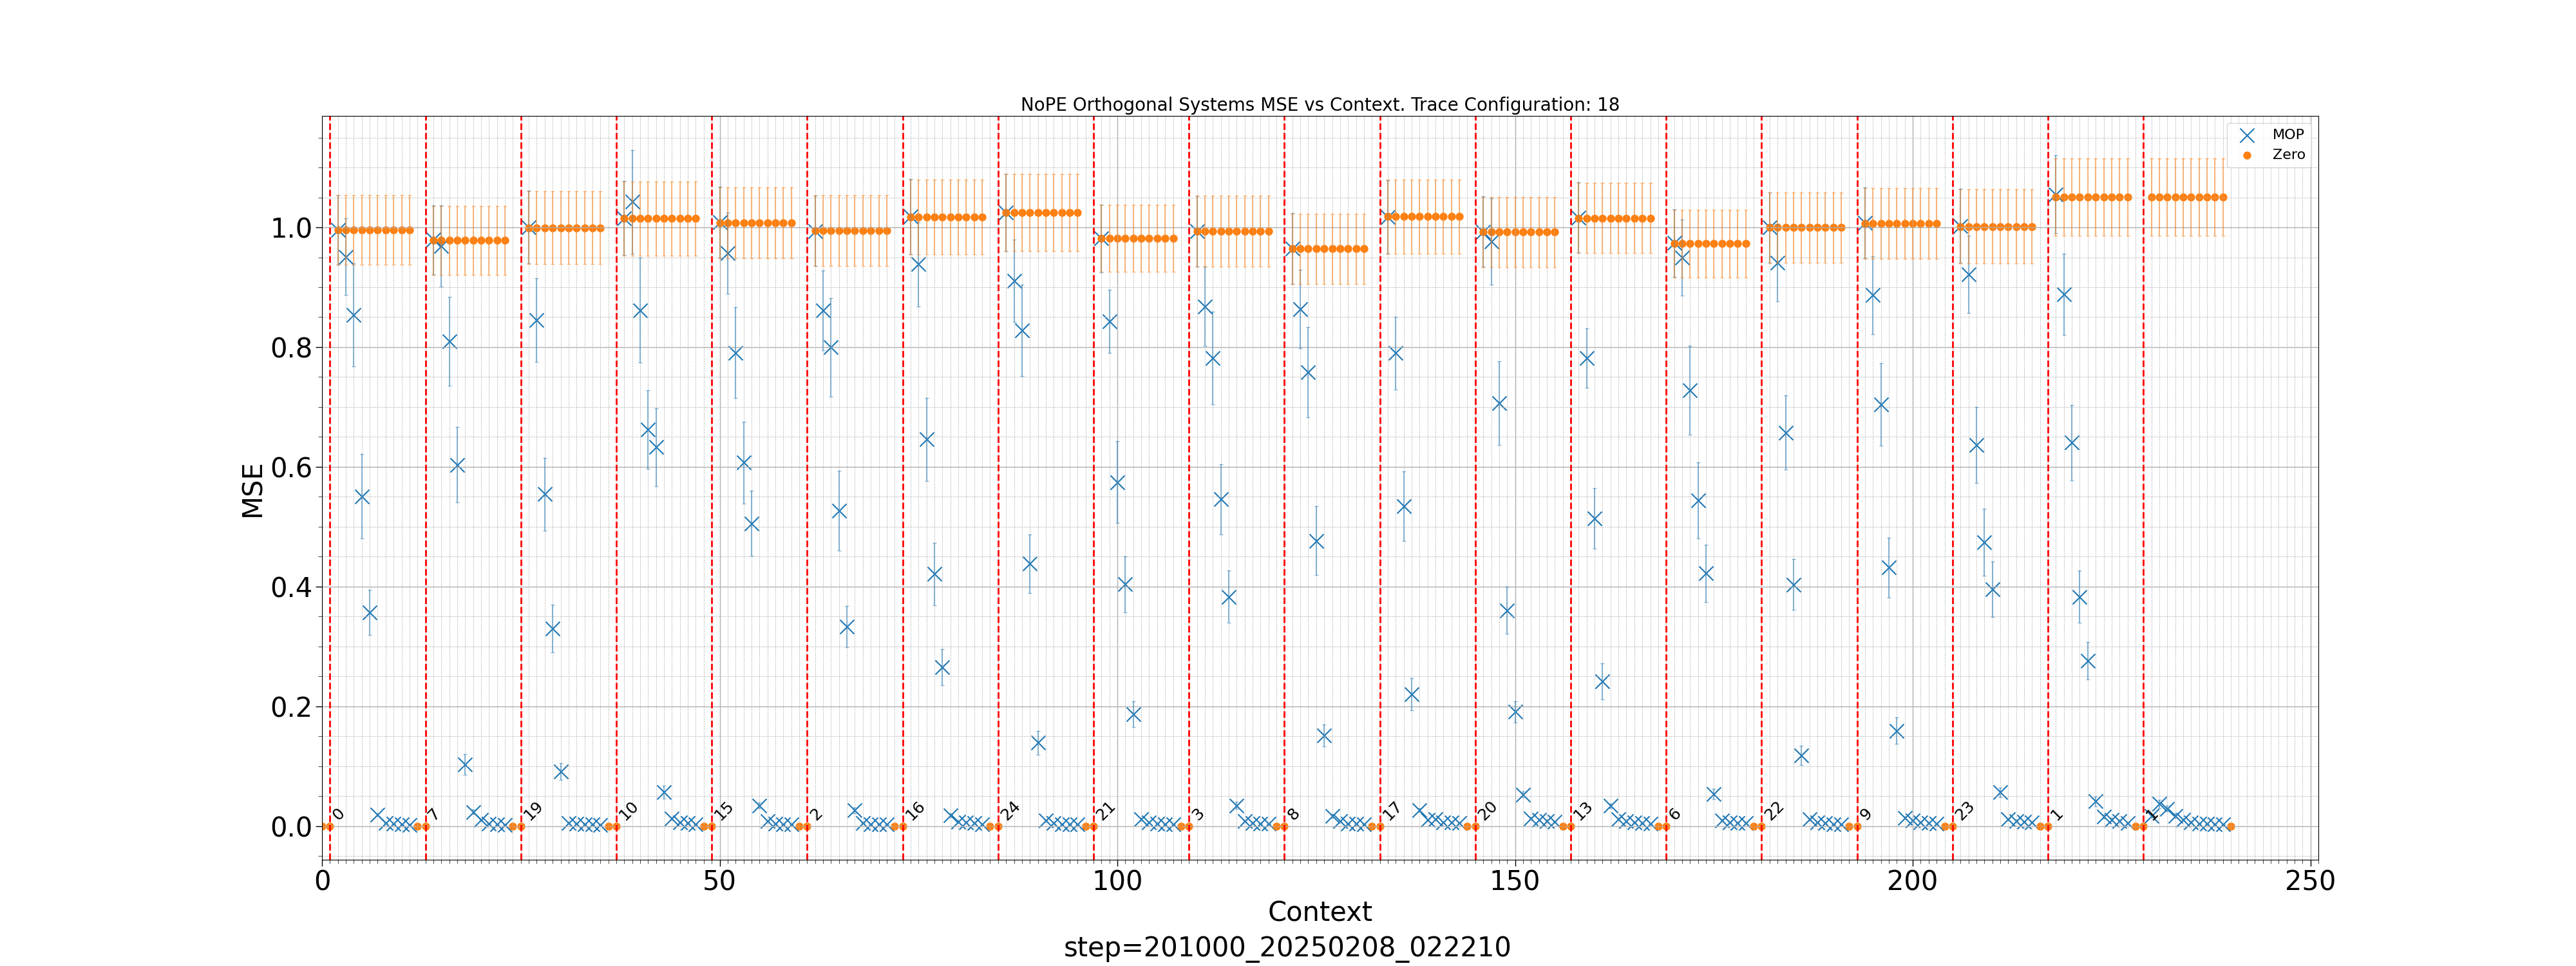 NoPE Orthogonal Systems MSE vs Context. Trace Configuration: 18
MOP
Zero
MSE
1.0
0.8
0.6
0.4
0.2
0.0
0 7 19 10 15 2 16 24 21 3 8 17 20 13 6 22 9 23 1
0 50 100 150 200 250
Context
step=201000_20250208_022210